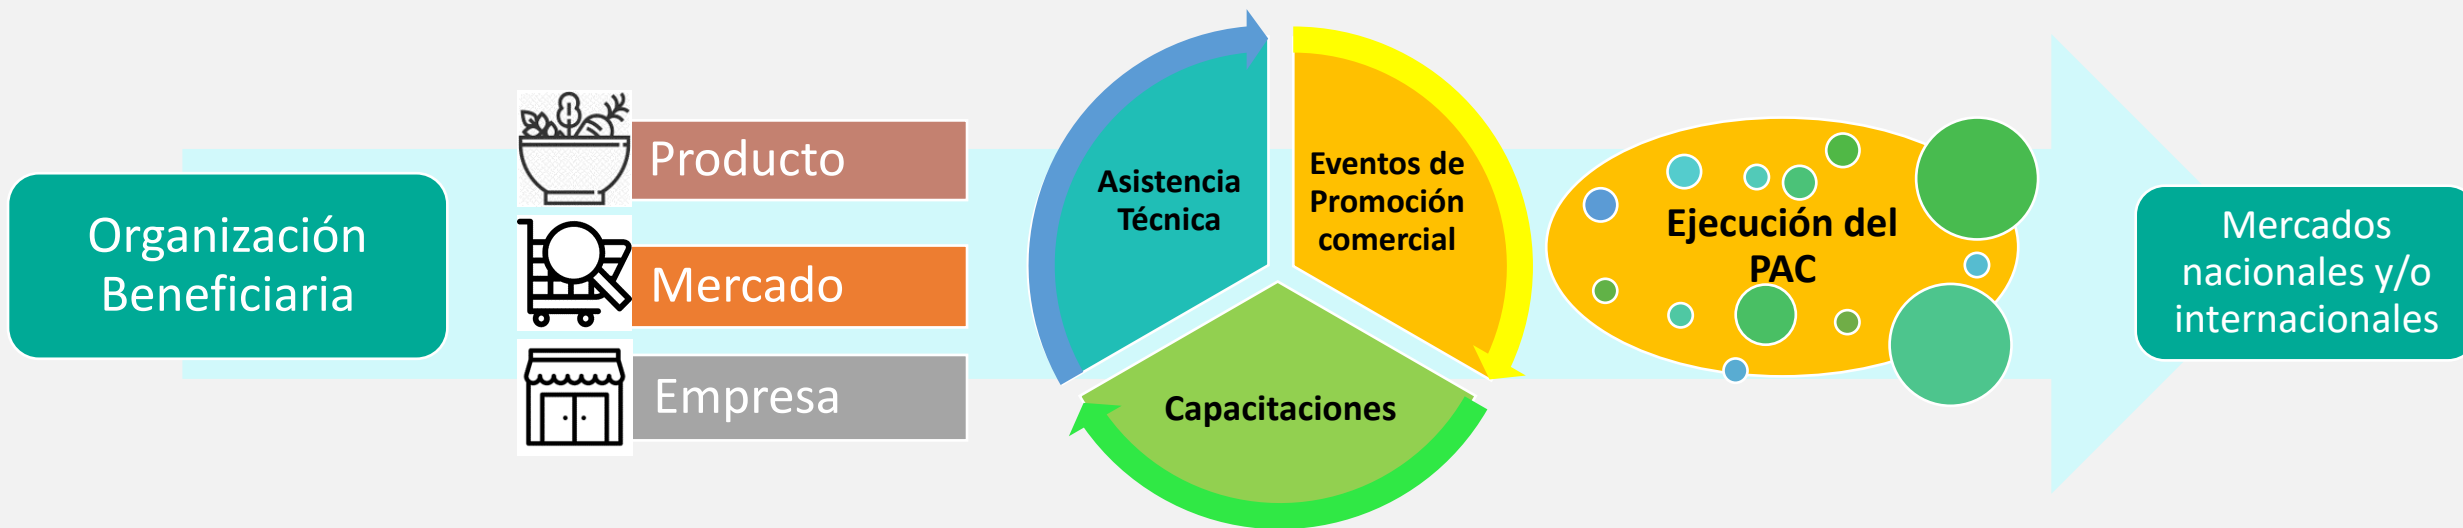 Organización
Beneficiaria
Producto
Mercado
Empresa
Asistencia
Técnica
Eventos de
Promoción
comercial
Capacitaciones
Ejecución del
PAC
Mercados
nacionales y/o
internacionales